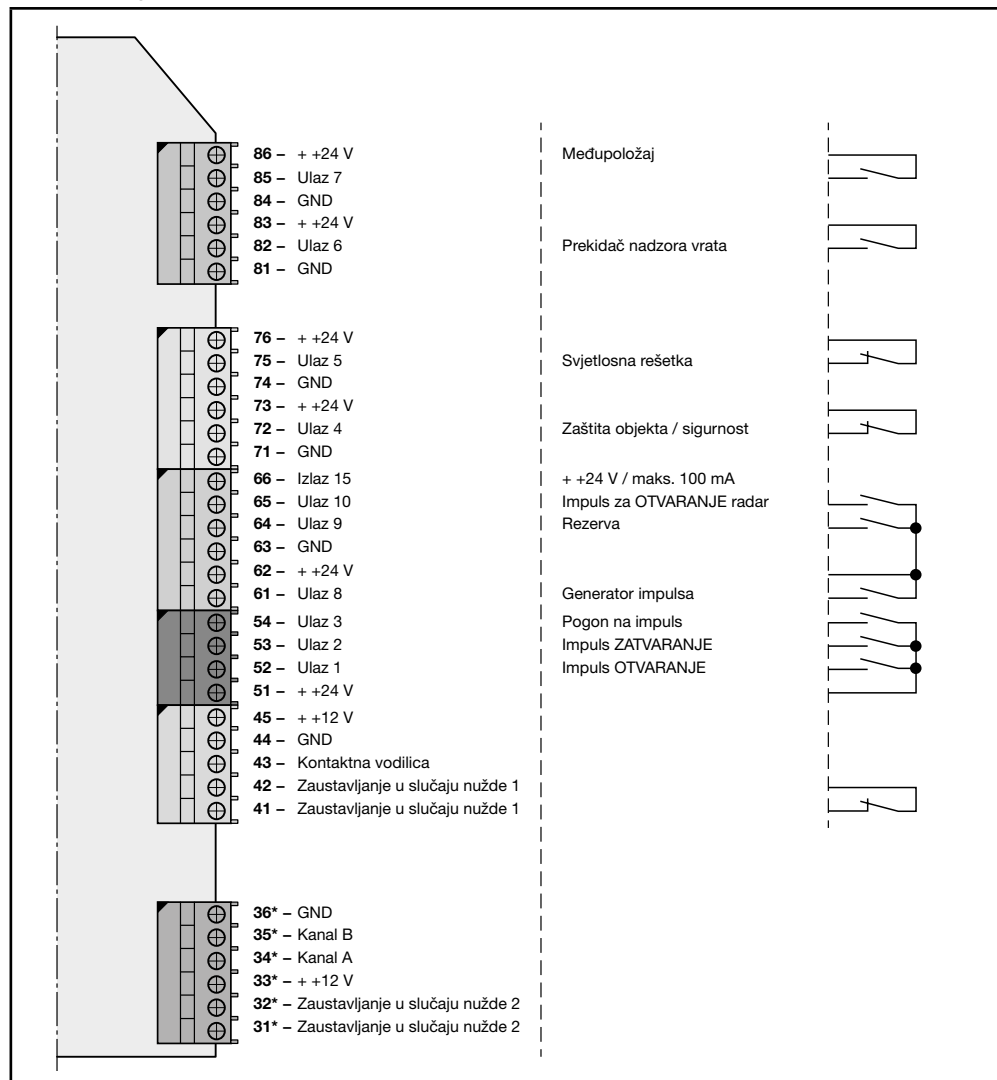 86 – + +24 V Međupoložaj
85 – Ulaz 7
84 – GND
83 – + +24 V
82 – Ulaz 6 Prekidač nadzora vrata
81 – GND
76 – + +24 V
75 – Ulaz 5 Svjetlosna rešetka
74 – GND
73 – + +24 V
72 – Ulaz 4 Zaštita objekta / sigurnost
71 – GND
66 – Izlaz 15 + +24 V / maks. 100 mA
65 – Ulaz 10 Impuls za OTVARANJE radar
64 – Ulaz 9 Rezerva
63 – GND
62 – + +24 V
61 – Ulaz 8 Generator impulsa
54 – Ulaz 3 Pogon na impuls
53 – Ulaz 2 Impuls ZATVARANJE
52 – Ulaz 1 Impuls OTVARANJE
51 – + +24 V
45 – + +12 V
44 – GND
43 – Kontaktna vodilica
42 – Zaustavljanje u slučaju nužde 1
41 – Zaustavljanje u slučaju nužde 1
36* – GND
35* – Kanal B
34* – Kanal A
33* – + +12 V
32* – Zaustavljanje u slučaju nužde 2
31* – Zaustavljanje u slučaju nužde 2